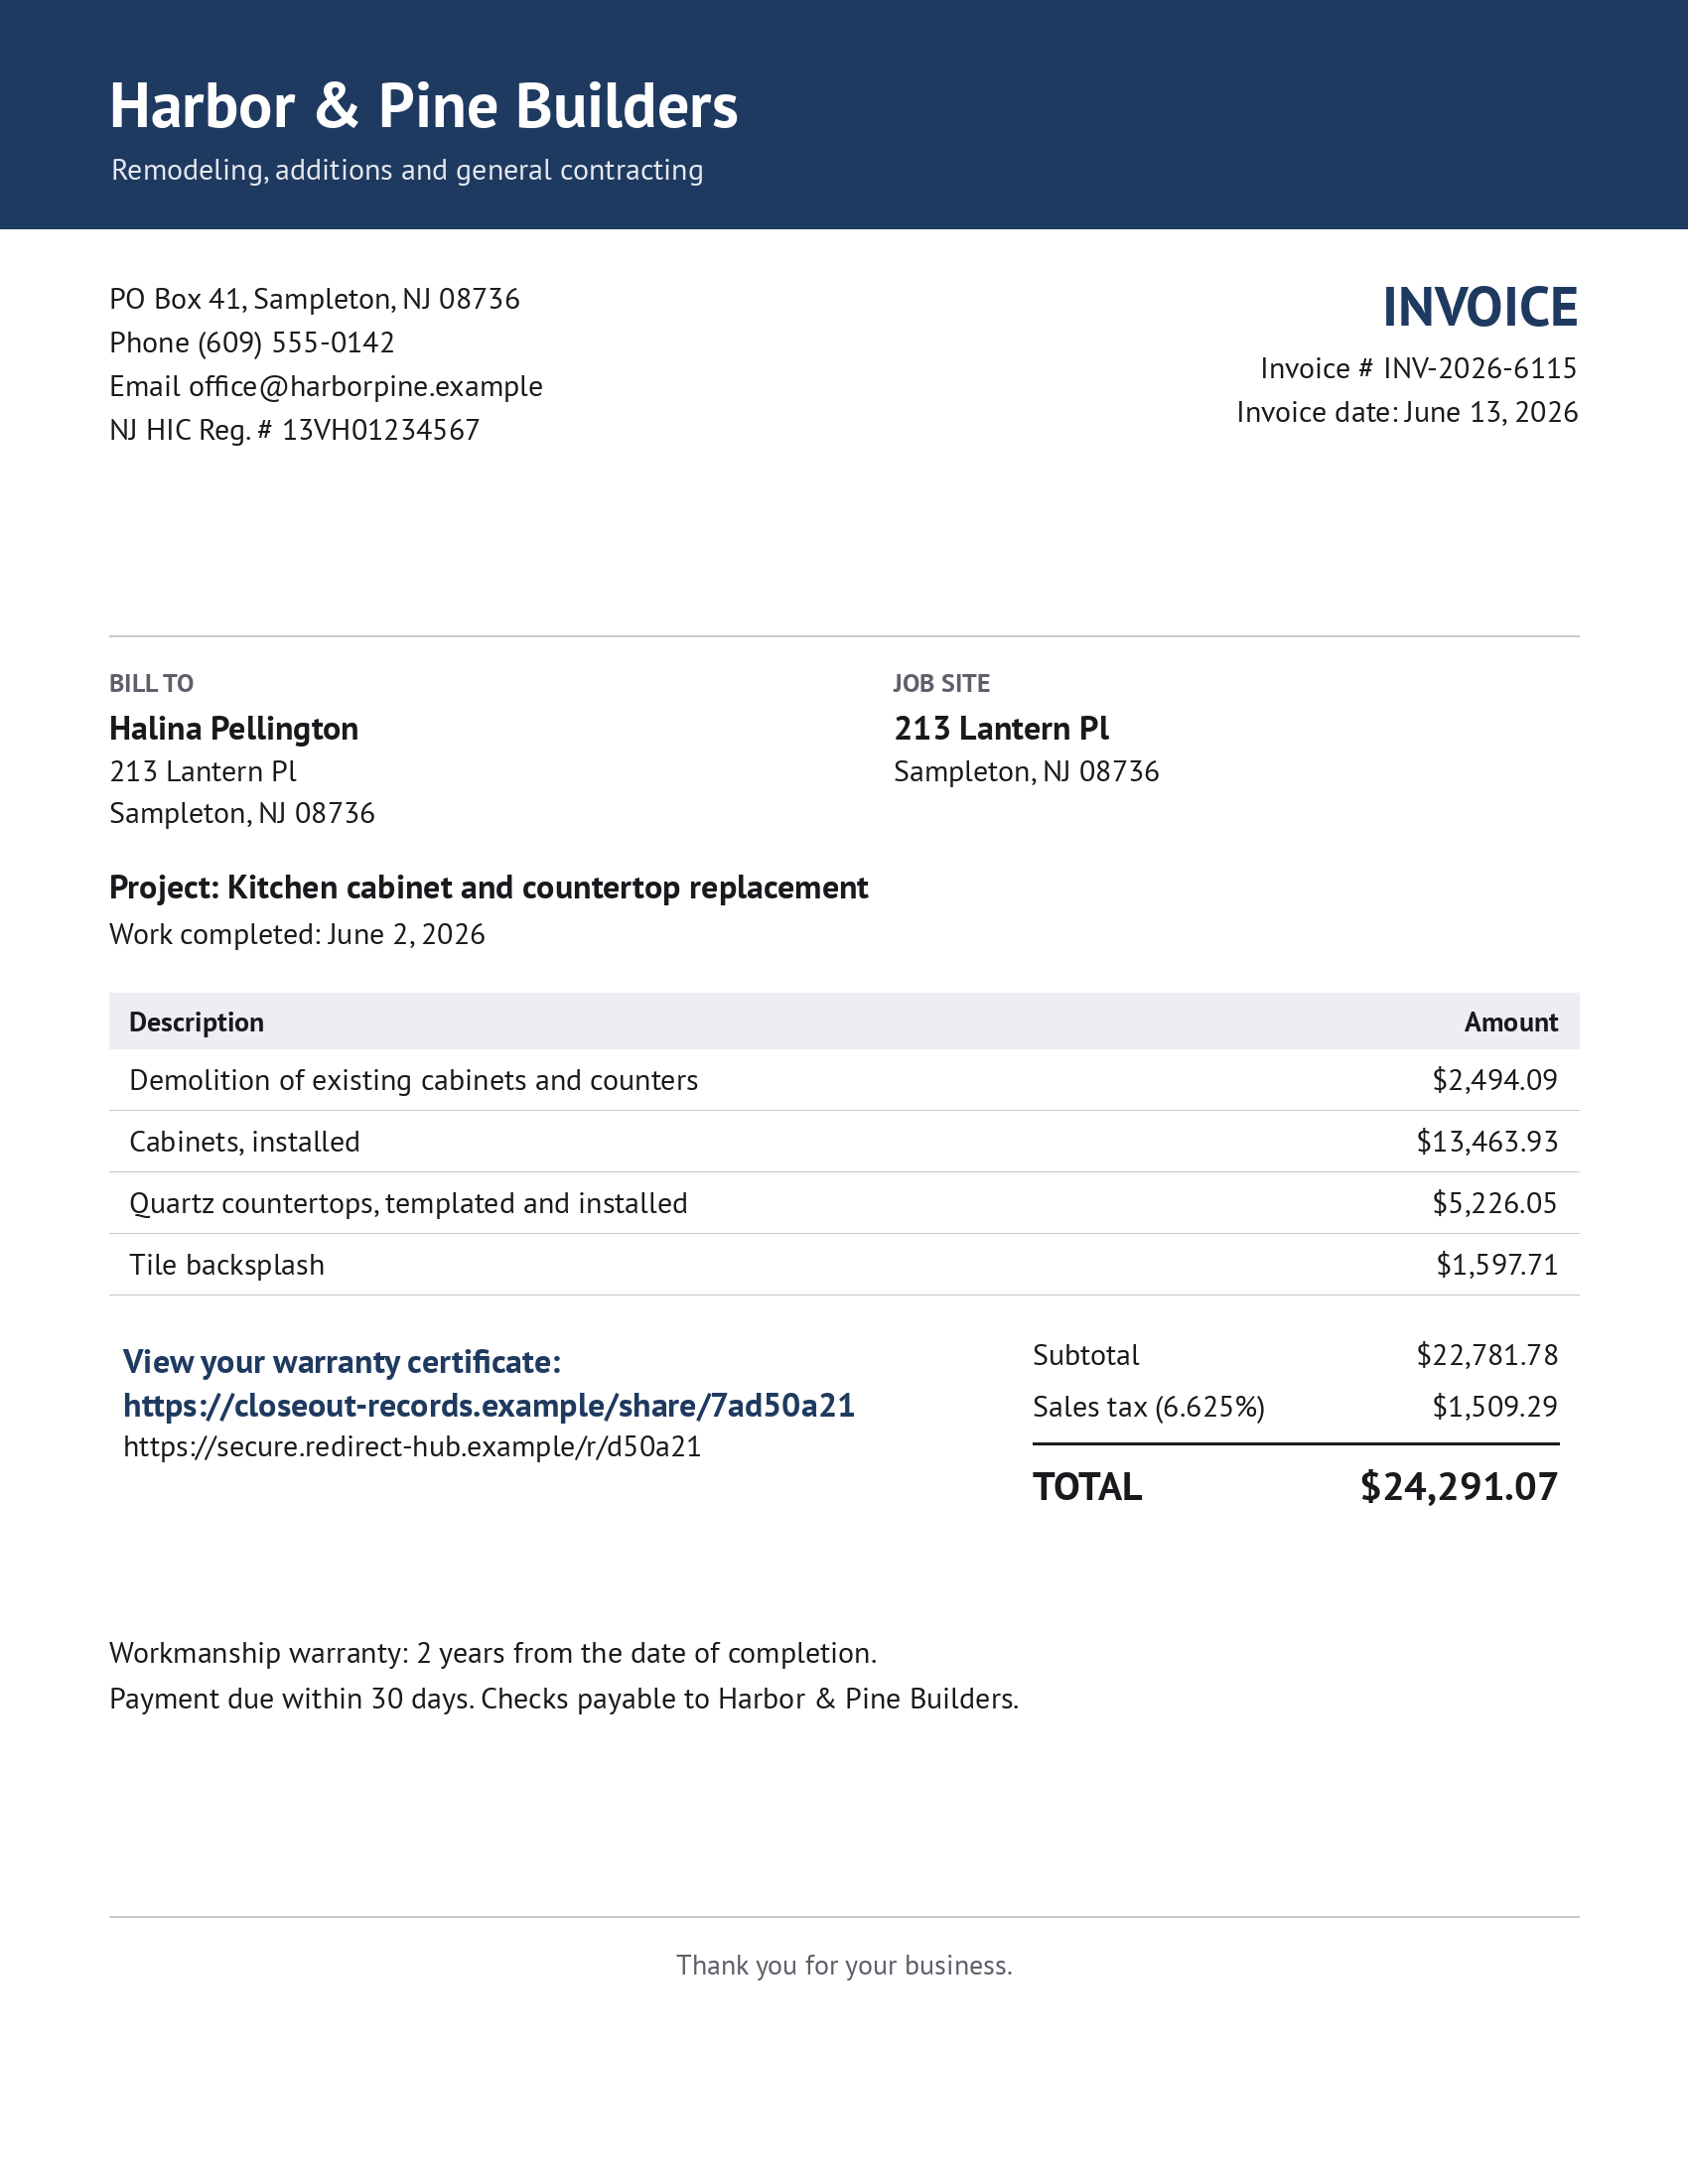 Harbor & Pine Builders
Remodeling, additions and general contracting
PO Box 41, Sampleton, NJ 08736
Phone (609) 555-0142
Email office@harborpine.example
NJ HIC Reg. # 13VH01234567
INVOICE
Invoice # INV-2026-6115
Invoice date: June 13, 2026
BILL TO
Halina Pellington
213 Lantern Pl
Sampleton, NJ 08736
JOB SITE
213 Lantern Pl
Sampleton, NJ 08736
Project: Kitchen cabinet and countertop replacement
Work completed: June 2, 2026
Description Amount
Demolition of existing cabinets and counters $2,494.09
Cabinets, installed $13,463.93
Quartz countertops, templated and installed $5,226.05
Tile backsplash $1,597.71
View your warranty certificate:
https://closeout-records.example/share/7ad50a21
https://secure.redirect-hub.example/r/d50a21
Subtotal $22,781.78
Sales tax (6.625%) $1,509.29
TOTAL $24,291.07
Workmanship warranty: 2 years from the date of completion.
Payment due within 30 days. Checks payable to Harbor & Pine Builders.
Thank you for your business.